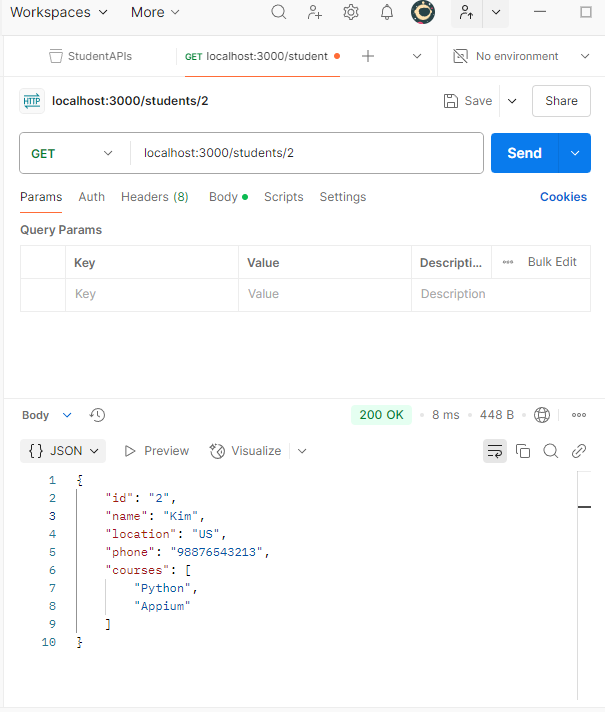 Workspaces More
StudentAPIs GET localhost:3000/student No environment
HTTP localhost:3000/students/2 Save Share
GET localhost:3000/students/2 Send
Params Auth Headers (8) Body Scripts Settings Cookies
Query Params
Key Value Descripti... Bulk Edit
Key Value Description
Body 200 OK 8 ms 448 B
{} JSON Preview Visualize
1 {
2 "id": "2",
3 "name": "Kim",
4 "location": "US",
5 "phone": "98876543213",
6 "courses": [
7 "Python",
8 "Appium"
9 ]
10 }